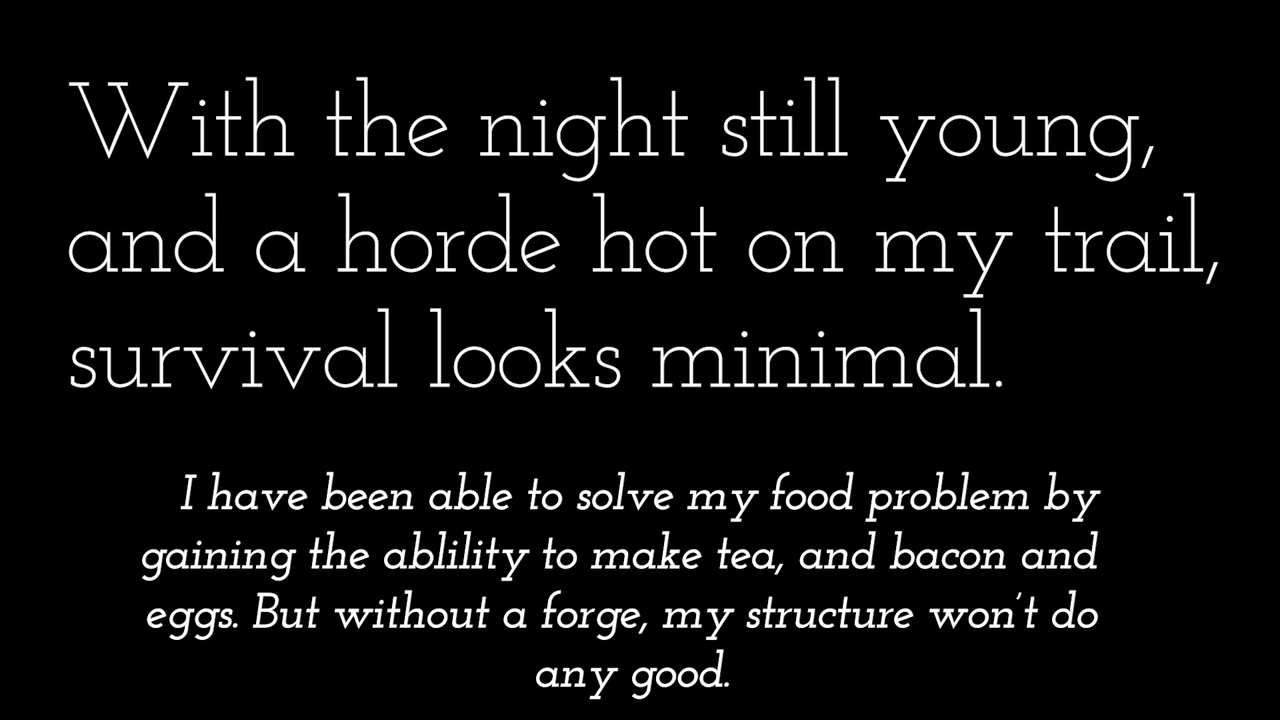 With the night still young,
and a horde hot on my trail,
survival looks minimal.
I have been able to solve my food problem by
gaining the ablility to make tea, and bacon and
eggs. But without a forge, my structure won't do
any good.